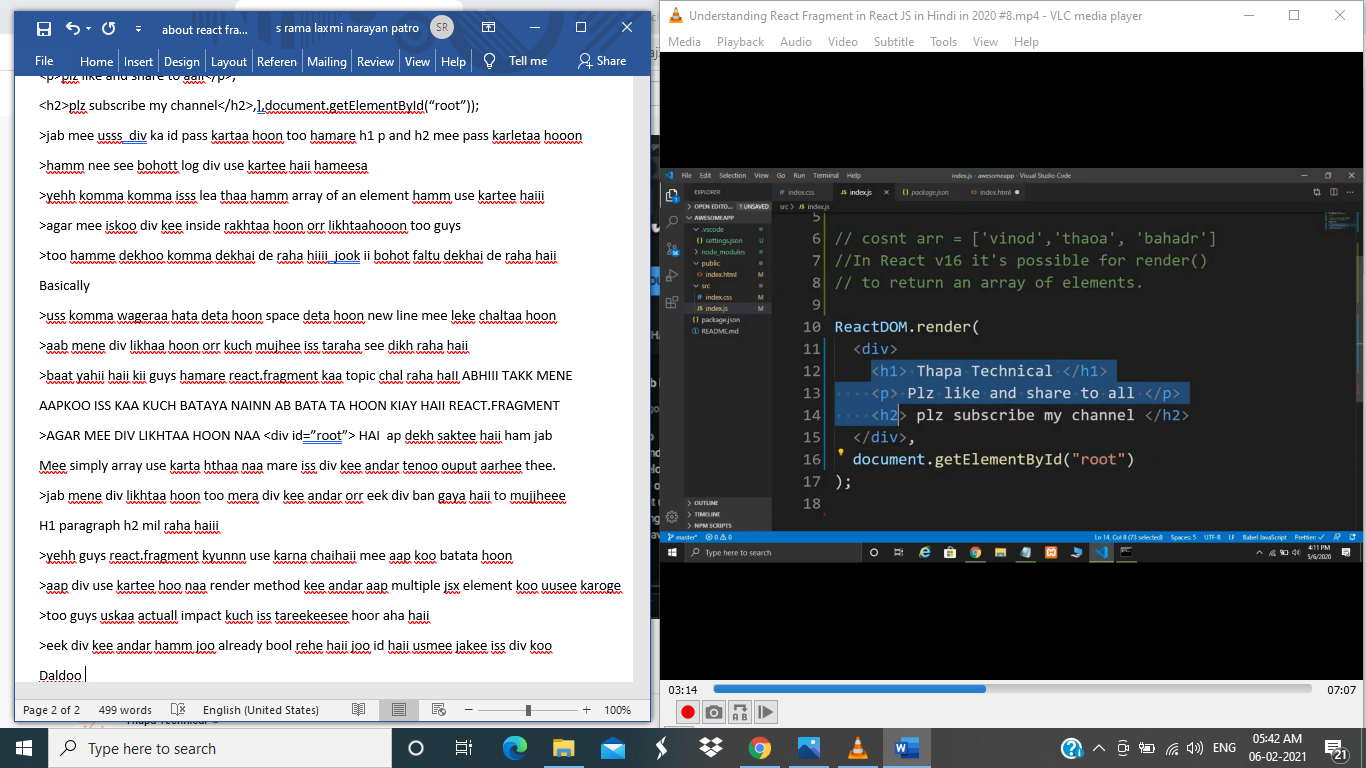 about react fra...
s rama laxmi narayan patro
SR
File Home Insert Design Layout Referen Mailing Review View Help Tell me Share
<p>plz like and share to aall</p>,
<h2>plz subscribe my channel</h2>,],document.getElementById(“root”));
>jab mee usss div ka id pass kartaa hoon too hamare h1 p and h2 mee pass karletaa hooon
>hamm nee see bohott log div use kartee haii hameesa
>yehh komma komma isss lea thaa hamm array of an element hamm use kartee haiii
>agar mee iskoo div kee inside rakhtaa hoon orr likhtaahooon too guys
>too hamme dekhoo komma dekhai de raha hiiii jook ii bohot faltu dekhai de raha haii
Basically
>uss komma wageraa hata deta hoon space deta hoon new line mee leke chaltaa hoon
>aab mene div likhaa hoon orr kuch mujhee iss taraha see dikh raha haii
>baat yahii haii kii guys hamare react.fragment kaa topic chal raha haII ABHIII TAKK MENE
AAPKOO ISS KAA KUCH BATAYA NAINN AB BATA TA HOON KIAY HAII REACT.FRAGMENT
>AGAR MEE DIV LIKHTAA HOON NAA <div id=”root”> HAI  ap dekh saktee haii ham jab
Mee simply array use karta hthaa naa mare iss div kee andar tenoo ouput aarhee thee.
>jab mene div likhtaa hoon too mera div kee andar orr eek div ban gaya haii to mujjheee
H1 paragraph h2 mil raha haiii
>yehh guys react.fragment kyunnn use karna chaihaii mee aap koo batata hoon
>aap div use kartee hoo naa render method kee andar aap multiple jsx element koo uusee karoge
>too guys uskaa actuall impact kuch iss tareekeesee hoor aha haii
>eek div kee andar hamm joo already bool rehe haii joo id haii usmee jakee iss div koo
Daldoo
Page 2 of 2 499 words English (United States) 100%
Understanding React Fragment in React JS in Hindi in 2020 #8.mp4 - VLC media player
Media Playback Audio Video Subtitle Tools View Help
File Edit Selection View Go Run Terminal Help index.js - awesomeapp - Visual Studio Code
EXPLORER
index.css index.js package.json index.html
OPEN EDITO... 1 UNSAVED
src > index.js
AWESOMEAPP
.vscode
settings.json U
node_modules
public
index.html M
src
index.css M
index.js M
package.json
README.md
OUTLINE
TIMELINE
NPM SCRIPTS
5
6 // cosnt arr = ['vinod','thaoa', 'bahadr']
7 //In React v16 it's possible for render()
8 // to return an array of elements.
9
10 ReactDOM.render(
11 <div>
12 <h1> Thapa Technical </h1>
13 <p> Plz like and share to all </p>
14 <h2> plz subscribe my channel </h2>
15 </div>,
16 document.getElementById("root")
17 );
18
master* 0 0 Ln 14, Col 8 (73 selected) Spaces: 5 UTF-8 LF Babel JavaScript Prettier: ✓
Type here to search
4:11 PM
5/6/2020
03:14 07:07
Type here to search
ENG
05:42 AM
06-02-2021
21